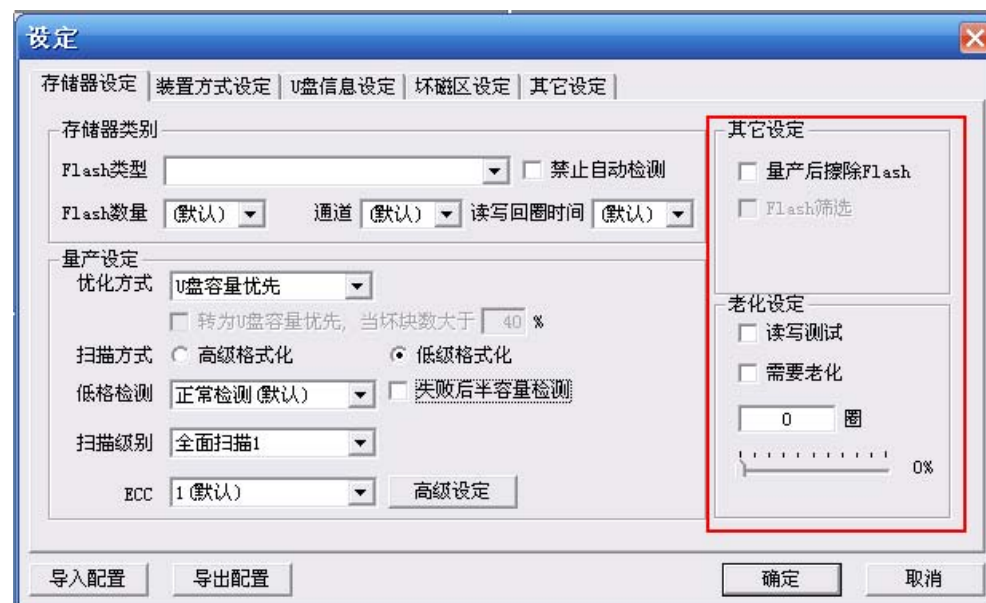 设定
存储器设定 装置方式设定 U盘信息设定 坏磁区设定 其它设定
存储器类别
Flash类型 禁止自动检测
Flash数量 (默认) 通道 (默认) 读写回圈时间 (默认)
量产设定
优化方式 U盘容量优先
转为U盘容量优先, 当坏块数大于 40 %
扫描方式 高级格式化 低级格式化
低格检测 正常检测(默认) 失败后半容量检测
扫描级别 全面扫描1
ECC 1(默认) 高级设定
其它设定
量产后擦除Flash
Flash筛选
老化设定
读写测试
需要老化
0 圈
0%
导入配置 导出配置 确定 取消